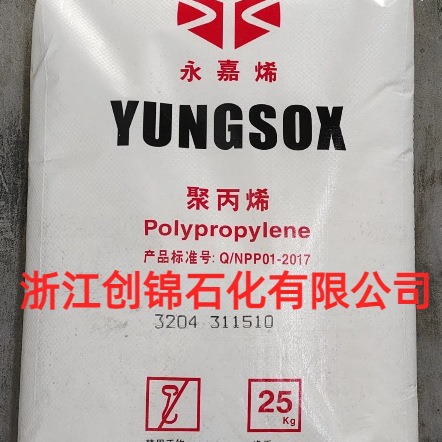 永嘉烯
YUNGSOX
聚丙烯
Polypropylene
产品标准号: Q/NPP01-2017
浙江创锦石化有限公司
3204 311510
25
Kg